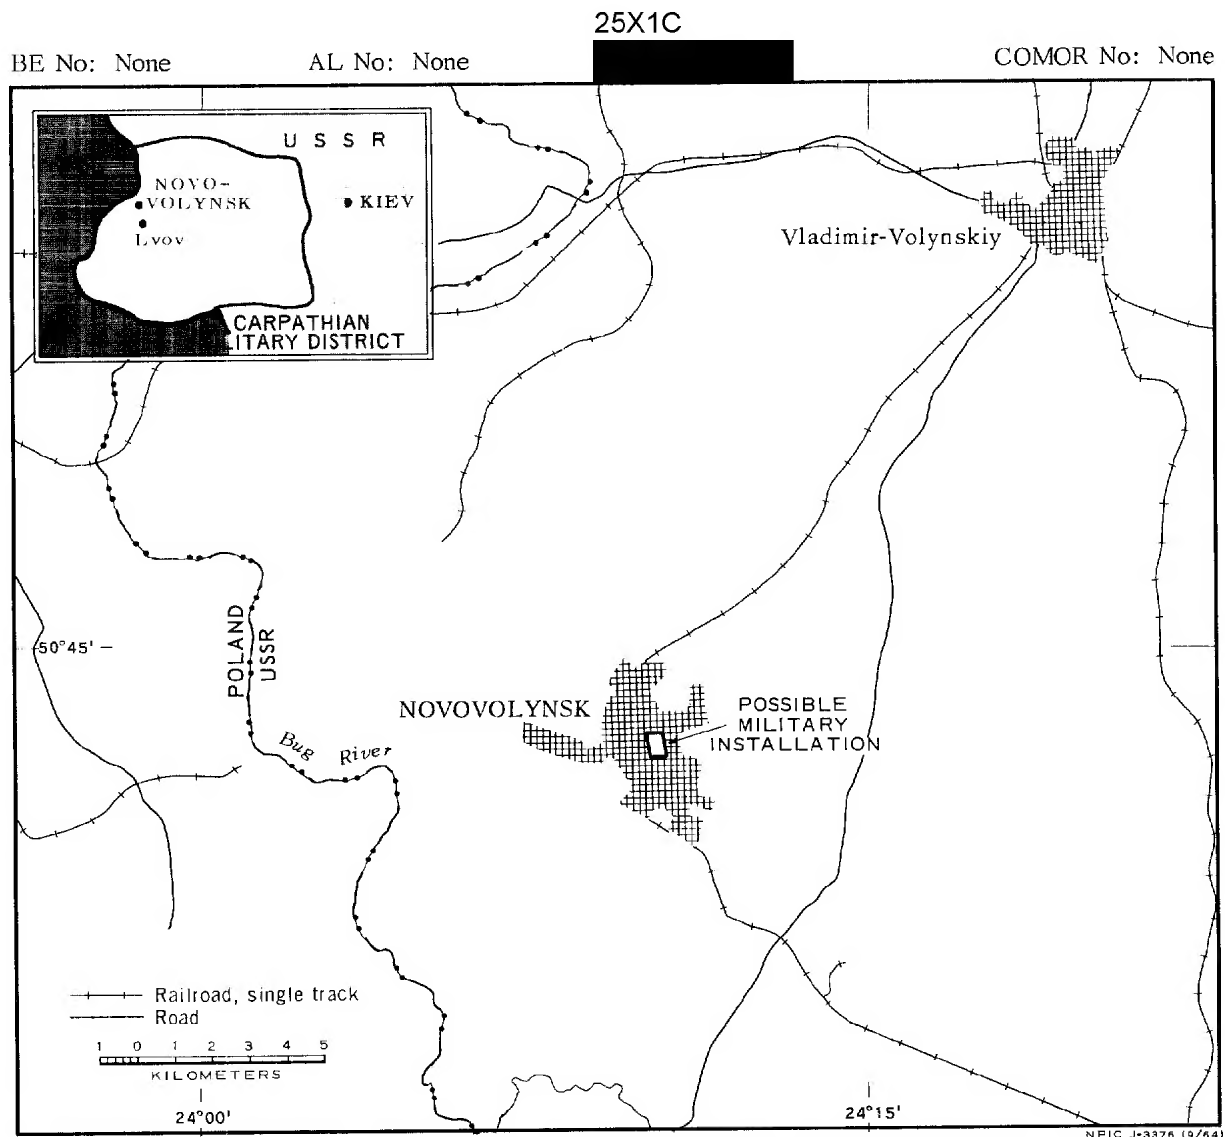 25X1C
BE No: None
AL No: None
COMOR No: None
U S S R
NOVO-
VOLYNSK
KIEV
Lvov
CARPATHIAN
LITARY DISTRICT
Vladimir-Volynskiy
50°45'
POLAND
USSR
NOVOVOLYNSK
POSSIBLE
MILITARY
INSTALLATION
Bug River
Railroad, single track
Road
1 0 1 2 3 4 5
KILOMETERS
24°00'
24°15'
NPIC J-3376 (9/64)